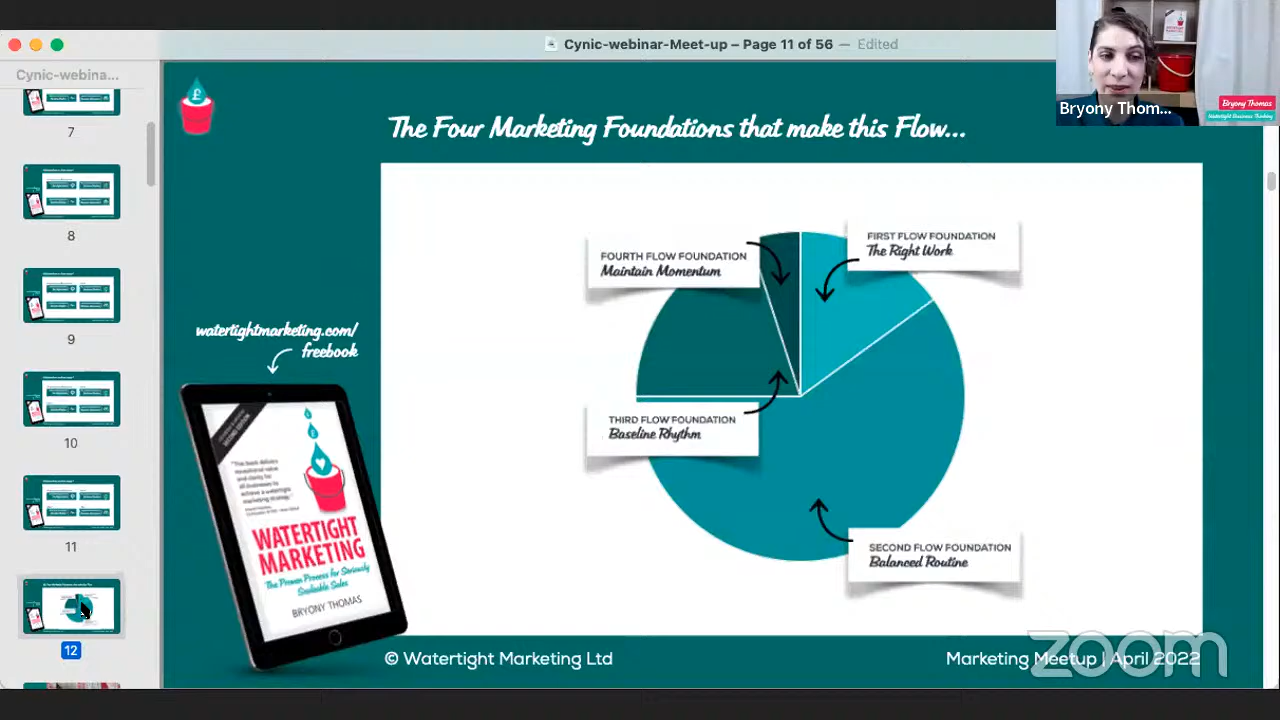 Cynic-webinar-Meet-up – Page 11 of 56 — Edited
Cynic-webina...
7
8
9
10
11
12
£
The Four Marketing Foundations that make this Flow...
FOURTH FLOW FOUNDATION
Maintain Momentum
FIRST FLOW FOUNDATION
The Right Work
THIRD FLOW FOUNDATION
Baseline Rhythm
SECOND FLOW FOUNDATION
Balanced Routine
watertightmarketing.com/
freebook
WATERTIGHT
MARKETING
The Proven Process for Seriously
Scalable Sales
BRYONY THOMAS
© Watertight Marketing Ltd
Marketing Meetup | April 2022
zoom
Bryony Thom...
Bryony Thomas
Watertight Business Thinking